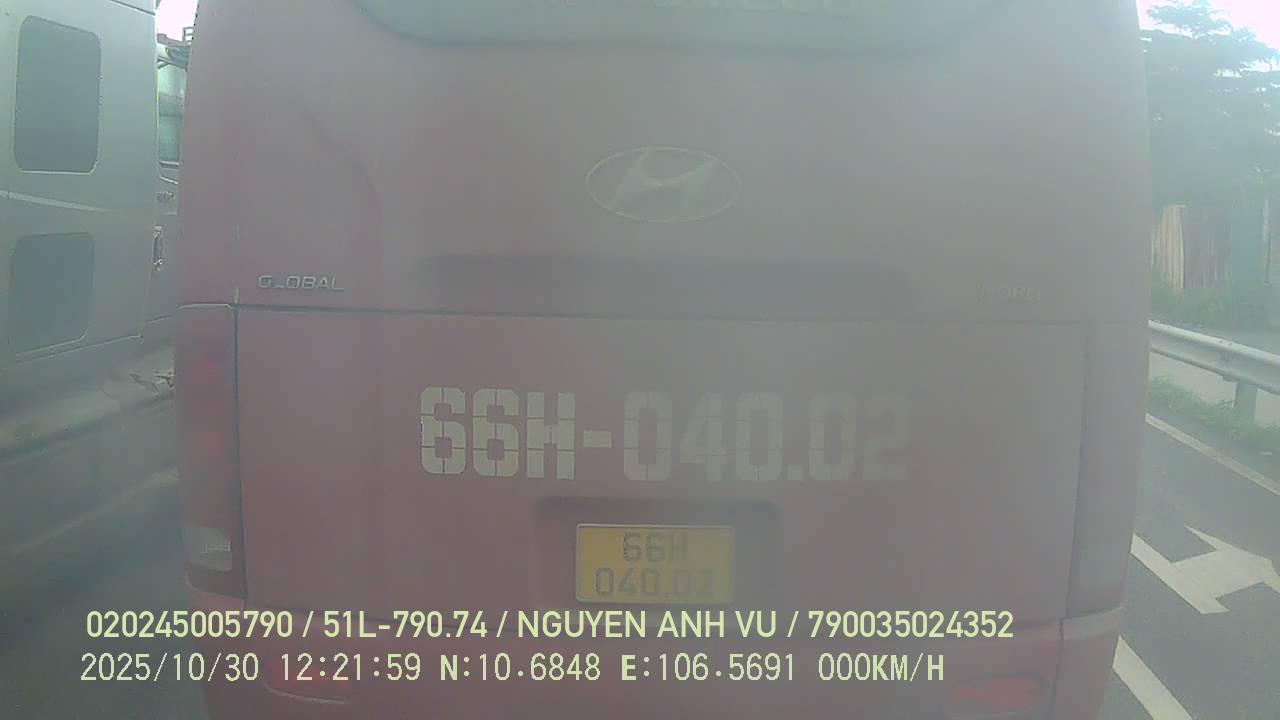 GLOBAL
66H-040.02
66H
040.02
020245005790 / 51L-790.74 / NGUYEN ANH VU / 790035024352
2025/10/30 12:21:59 N:10.6848 E:106.5691 000KM/H